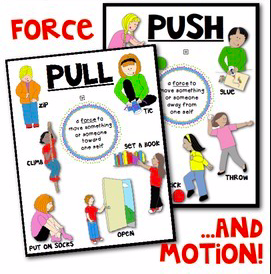 FORCE
PULL
ZIP
TIE
a force to
move something
or someone
toward
one self
CLIMB
GET A BOOK
PUT ON SOCKS
OPEN
PUSH
GLUE
a force to
move something
or someone
away from
one self
THROW
KICK
...AND
MOTION!